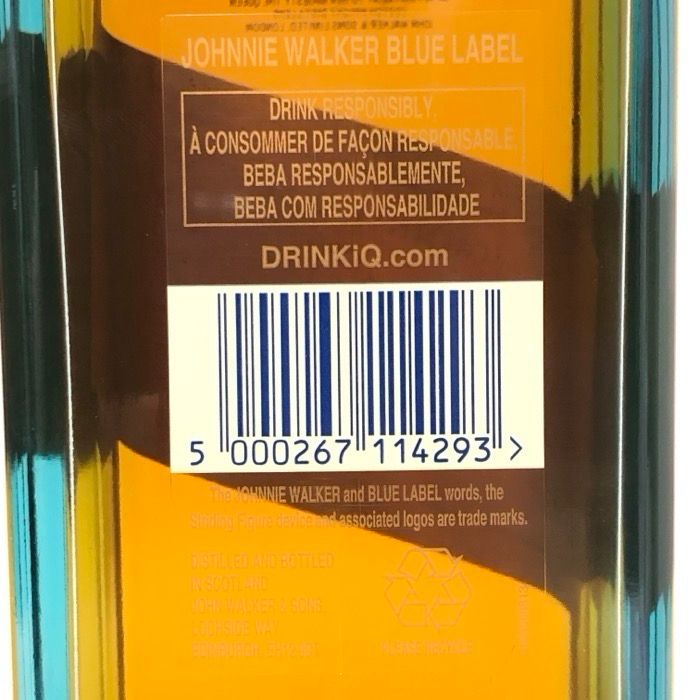 JOHNNIE WALKER BLUE LABEL
DRINK RESPONSIBLY.
À CONSOMMER DE FAÇON RESPONSABLE,
BEBA RESPONSABLEMENTE,
BEBA COM RESPONSABILIDADE
DRINKiQ.com
5 000267 114293 >
The JOHNNIE WALKER and BLUE LABEL words, the
Striding Figure device and associated logos are trade marks.
DISTILLED AND BOTTLED
IN SCOTLAND
JOHN WALKER & SONS,
LOCHSIDE WAY
EDINBURGH,
PLEASE RECYCLE